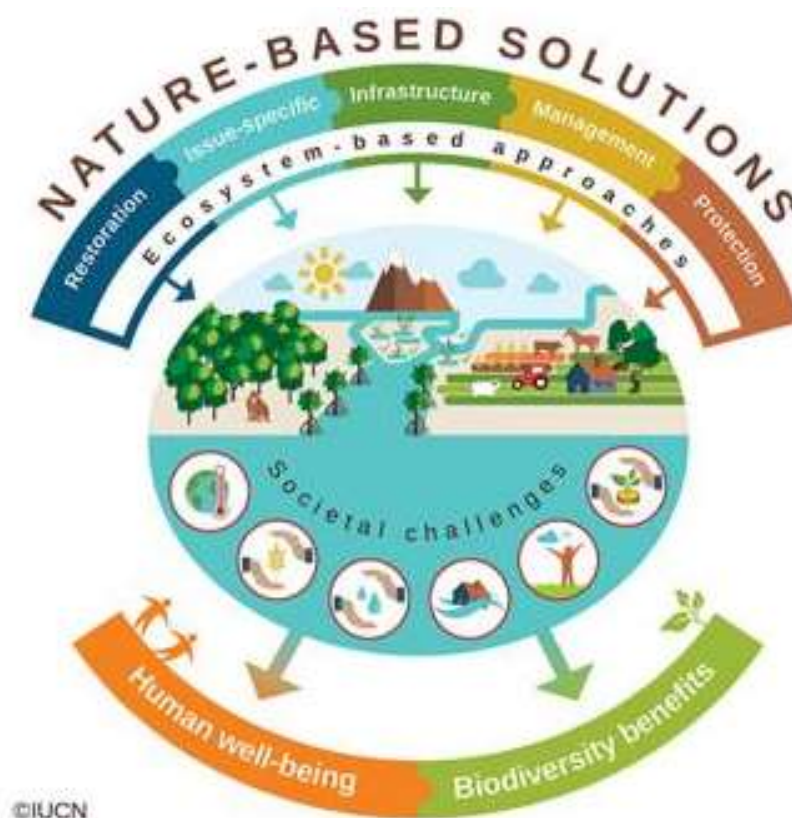 NATURE-BASED SOLUTIONS
Restoration
Issue-specific
Infrastructure
Management
Protection
Ecosystem-based approaches
Societal challenges
Human well-being
Biodiversity benefits
©IUCN